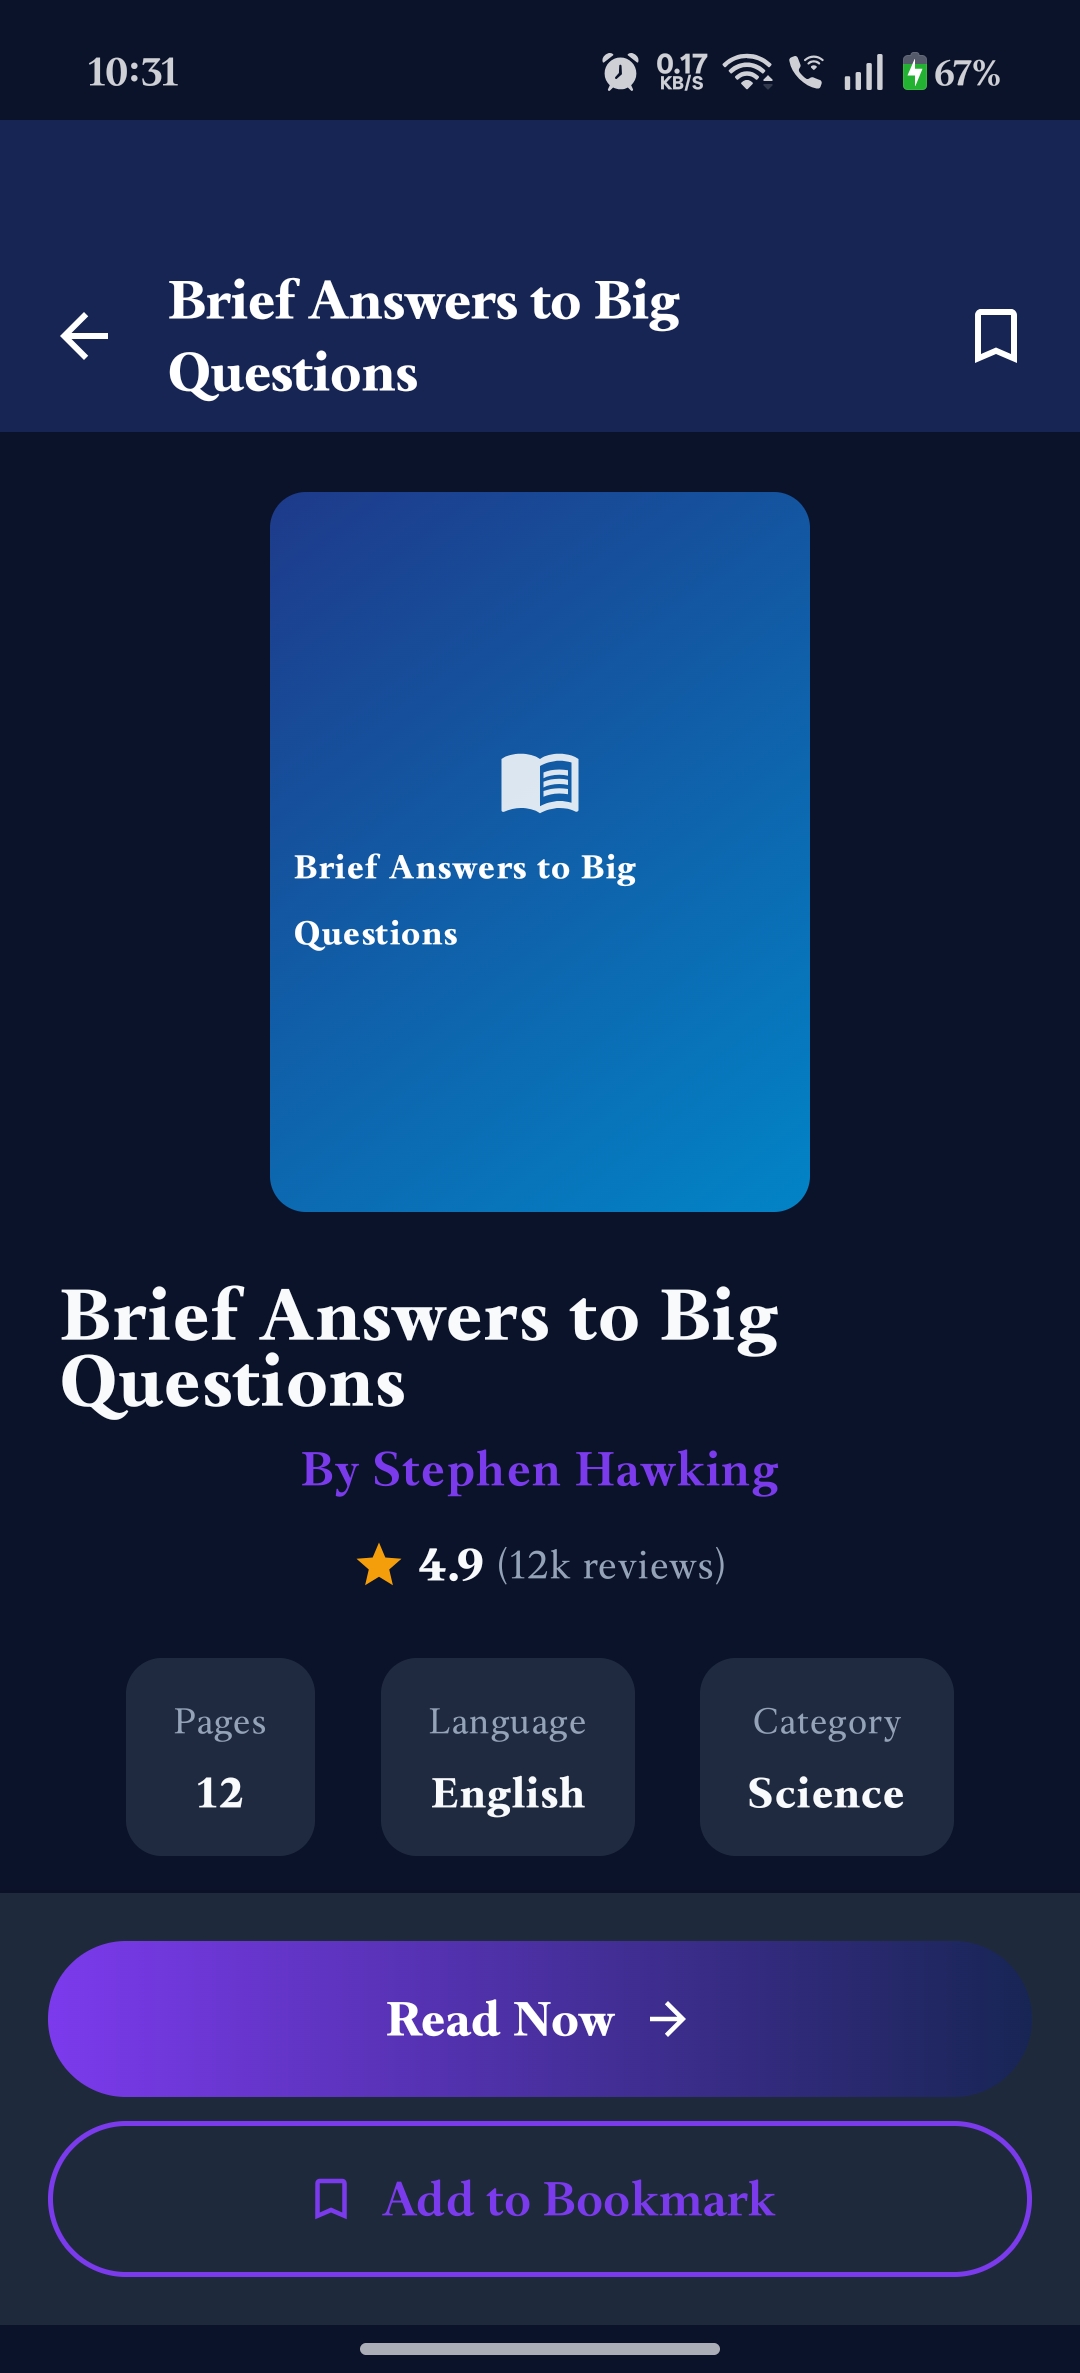 10:31
0.17
KB/S
67%
Brief Answers to Big
Questions
Brief Answers to Big
Questions
Brief Answers to Big
Questions
By Stephen Hawking
4.9 (12k reviews)
Pages
12
Language
English
Category
Science
Read Now
Add to Bookmark